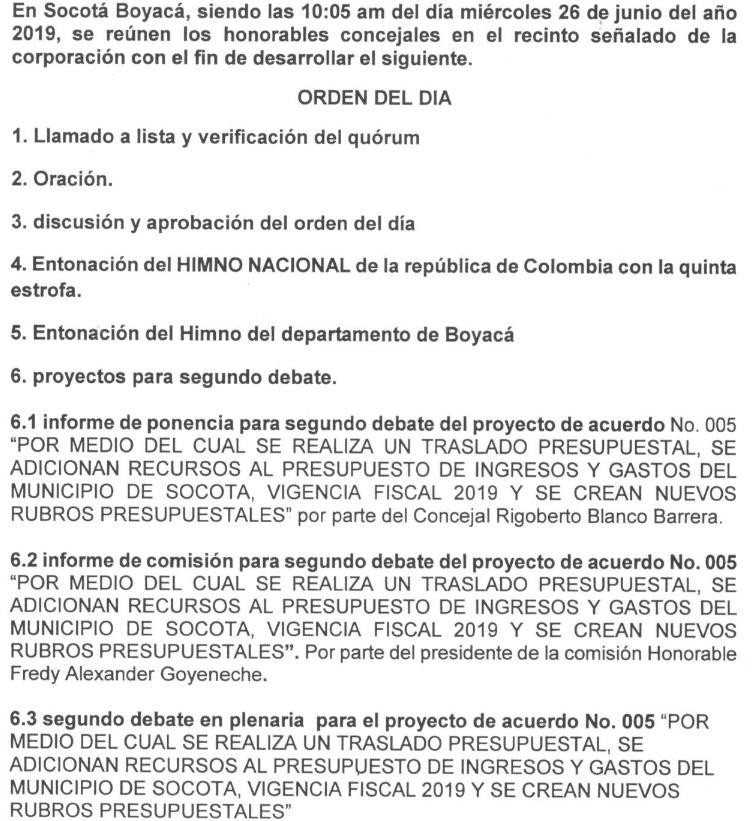 En Socotá Boyacá, siendo las 10:05 am del día miércoles 26 de junio del año
2019, se reúnen los honorables concejales en el recinto señalado de la
corporación con el fin de desarrollar el siguiente.
ORDEN DEL DIA
1. Llamado a lista y verificación del quórum
2. Oración.
3. discusión y aprobación del orden del día
4. Entonación del HIMNO NACIONAL de la república de Colombia con la quinta
estrofa.
5. Entonación del Himno del departamento de Boyacá
6. proyectos para segundo debate.
6.1 informe de ponencia para segundo debate del proyecto de acuerdo No. 005
“POR MEDIO DEL CUAL SE REALIZA UN TRASLADO PRESUPUESTAL, SE
ADICIONAN RECURSOS AL PRESUPUESTO DE INGRESOS Y GASTOS DEL
MUNICIPIO DE SOCOTA, VIGENCIA FISCAL 2019 Y SE CREAN NUEVOS
RUBROS PRESUPUESTALES” por parte del Concejal Rigoberto Blanco Barrera.
6.2 informe de comisión para segundo debate del proyecto de acuerdo No. 005
“POR MEDIO DEL CUAL SE REALIZA UN TRASLADO PRESUPUESTAL, SE
ADICIONAN RECURSOS AL PRESUPUESTO DE INGRESOS Y GASTOS DEL
MUNICIPIO DE SOCOTA, VIGENCIA FISCAL 2019 Y SE CREAN NUEVOS
RUBROS PRESUPUESTALES”. Por parte del presidente de la comisión Honorable
Fredy Alexander Goyeneche.
6.3 segundo debate en plenaria para el proyecto de acuerdo No. 005 “POR
MEDIO DEL CUAL SE REALIZA UN TRASLADO PRESUPUESTAL, SE
ADICIONAN RECURSOS AL PRESUPUESTO DE INGRESOS Y GASTOS DEL
MUNICIPIO DE SOCOTA, VIGENCIA FISCAL 2019 Y SE CREAN NUEVOS
RUBROS PRESUPUESTALES”